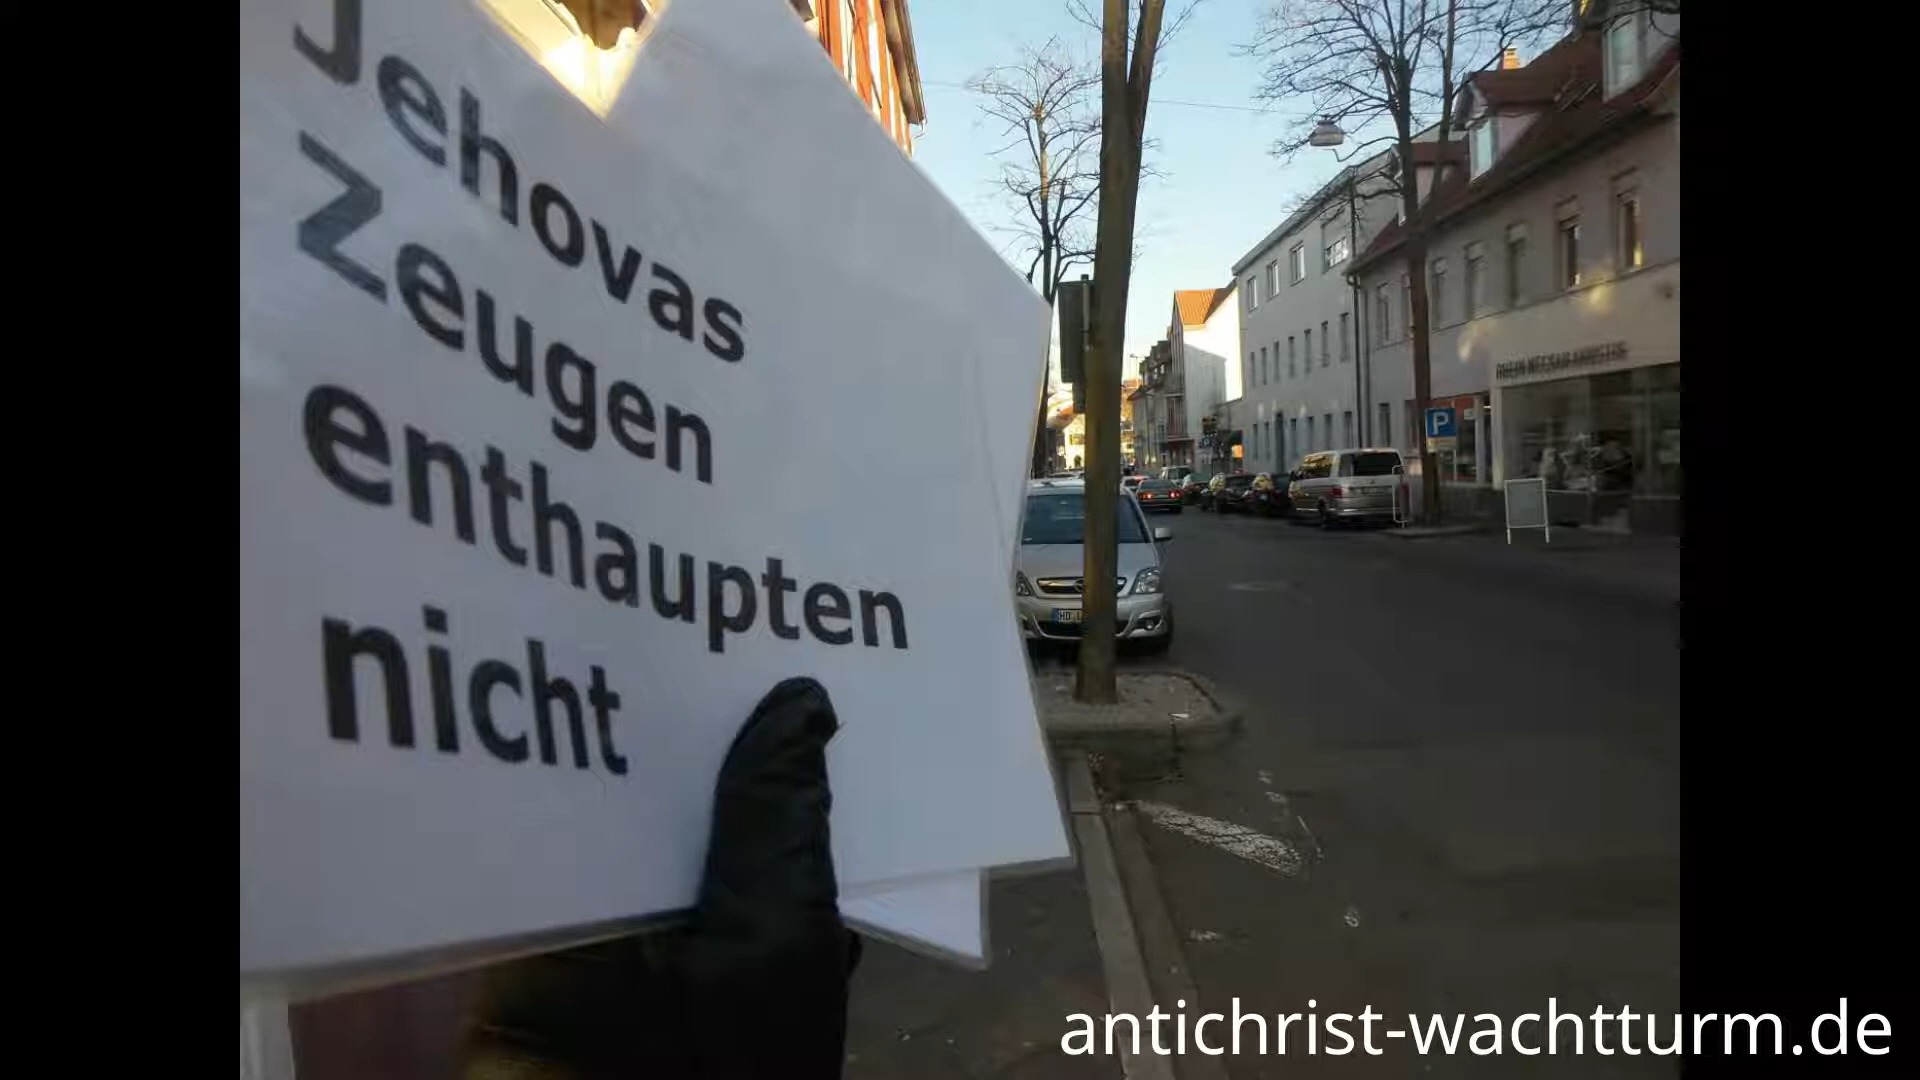 Jehovas
Zeugen
enthaupten
nicht
P
antichrist-wachtturm.de